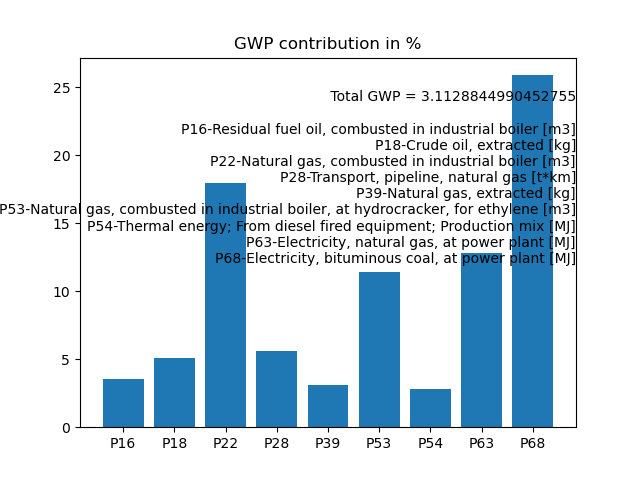 GWP contribution in %
Total GWP = 3.1128844990452755
P16-Residual fuel oil, combusted in industrial boiler [m3]
P18-Crude oil, extracted [kg]
P22-Natural gas, combusted in industrial boiler [m3]
P28-Transport, pipeline, natural gas [t*km]
P39-Natural gas, extracted [kg]
P53-Natural gas, combusted in industrial boiler, at hydrocracker, for ethylene [m3]
P54-Thermal energy; From diesel fired equipment; Production mix [MJ]
P63-Electricity, natural gas, at power plant [MJ]
P68-Electricity, bituminous coal, at power plant [MJ]
25
20
15
10
5
0
P16 P18 P22 P28 P39 P53 P54 P63 P68